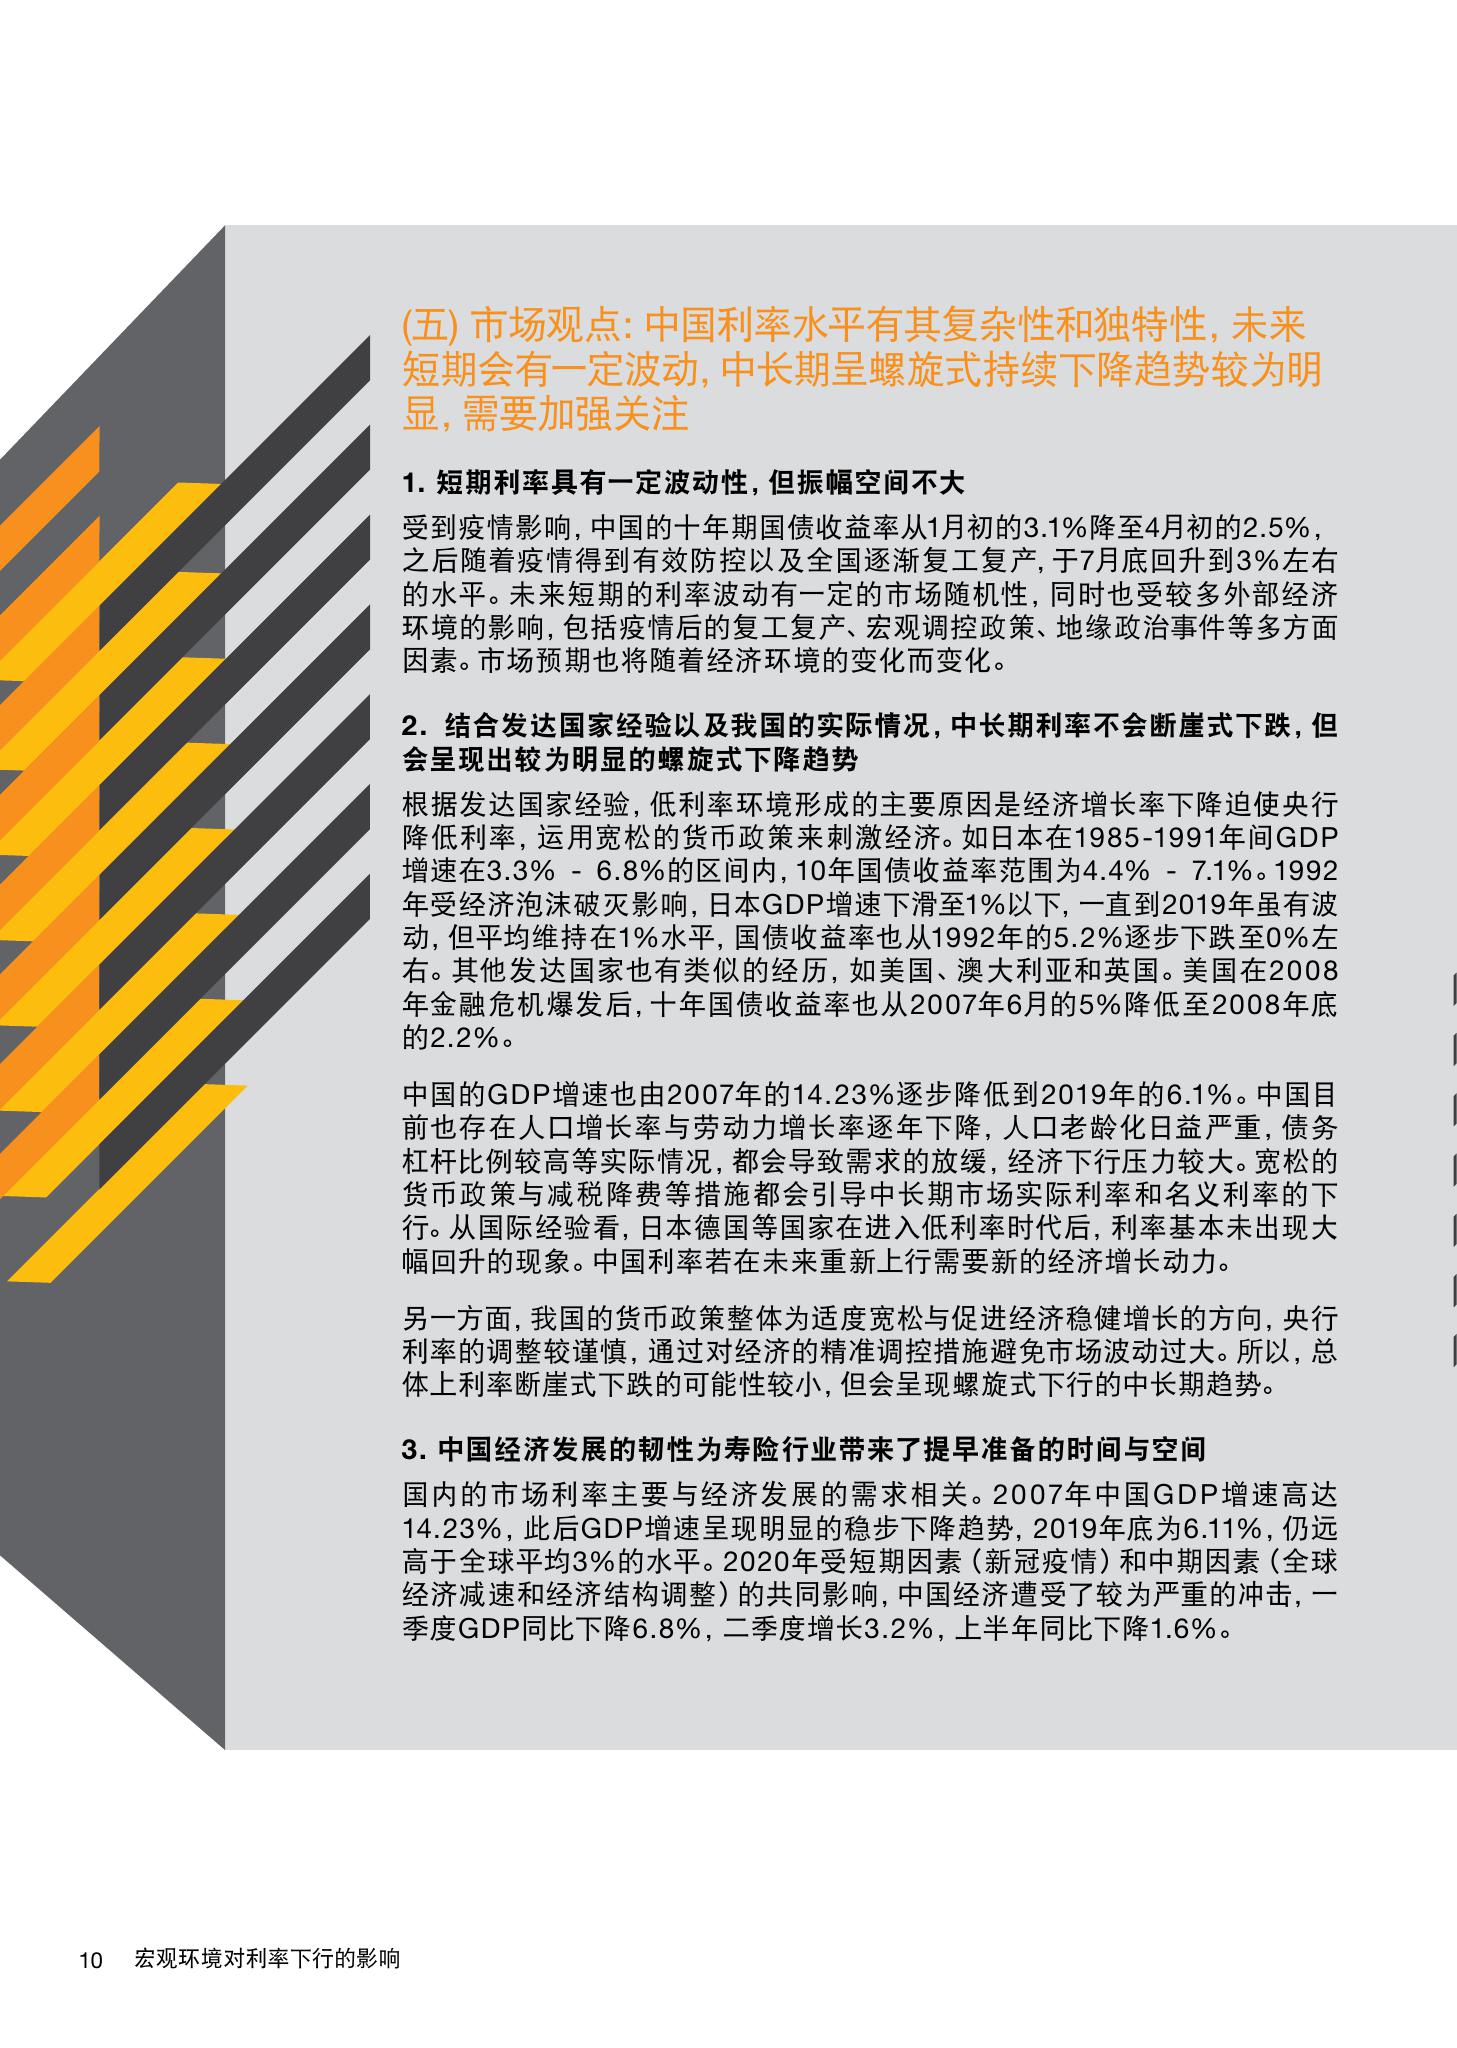 (五) 市场观点: 中国利率水平有其复杂性和独特性, 未来
短期会有一定波动, 中长期呈螺旋式持续下降趋势较为明
显, 需要加强关注
1. 短期利率具有一定波动性, 但振幅空间不大
受到疫情影响, 中国的十年期国债收益率从1月初的3.1%降至4月初的2.5%,
之后随着疫情得到有效防控以及全国逐渐复工复产, 于7月底回升到3%左右
的水平。未来短期的利率波动有一定的市场随机性, 同时也受较多外部经济
环境的影响, 包括疫情后的复工复产、宏观调控政策、地缘政治事件等多方面
因素。市场预期也将随着经济环境的变化而变化。
2. 结合发达国家经验以及我国的实际情况, 中长期利率不会断崖式下跌, 但
会呈现出较为明显的螺旋式下降趋势
根据发达国家经验, 低利率环境形成的主要原因是经济增长率下降迫使央行
降低利率, 运用宽松的货币政策来刺激经济。如日本在1985-1991年间GDP
增速在3.3% - 6.8%的区间内, 10年国债收益率范围为4.4% - 7.1%。1992
年受经济泡沫破灭影响, 日本GDP增速下滑至1%以下, 一直到2019年虽有波
动, 但平均维持在1%水平, 国债收益率也从1992年的5.2%逐步下跌至0%左
右。其他发达国家也有类似的经历, 如美国、澳大利亚和英国。美国在2008
年金融危机爆发后, 十年国债收益率也从2007年6月的5%降低至2008年底
的2.2%。
中国的GDP增速也由2007年的14.23%逐步降低到2019年的6.1%。中国目
前也存在人口增长率与劳动力增长率逐年下降, 人口老龄化日益严重, 债务
杠杆比例较高等实际情况, 都会导致需求的放缓, 经济下行压力较大。宽松的
货币政策与减税降费等措施都会引导中长期市场实际利率和名义利率的下
行。从国际经验看, 日本德国等国家在进入低利率时代后, 利率基本未出现大
幅回升的现象。中国利率若在未来重新上行需要新的经济增长动力。
另一方面, 我国的货币政策整体为适度宽松与促进经济稳健增长的方向, 央行
利率的调整较谨慎, 通过对经济的精准调控措施避免市场波动过大。所以, 总
体上利率断崖式下跌的可能性较小, 但会呈现螺旋式下行的中长期趋势。
3. 中国经济发展的韧性为寿险行业带来了提早准备的时间与空间
国内的市场利率主要与经济发展的需求相关。2007年中国GDP增速高达
14.23%, 此后GDP增速呈现明显的稳步下降趋势, 2019年底为6.11%, 仍远
高于全球平均3%的水平。2020年受短期因素（新冠疫情）和中期因素（全球
经济减速和经济结构调整）的共同影响, 中国经济遭受了较为严重的冲击, 一
季度GDP同比下降6.8%, 二季度增长3.2%, 上半年同比下降1.6%。
10 宏观环境对利率下行的影响